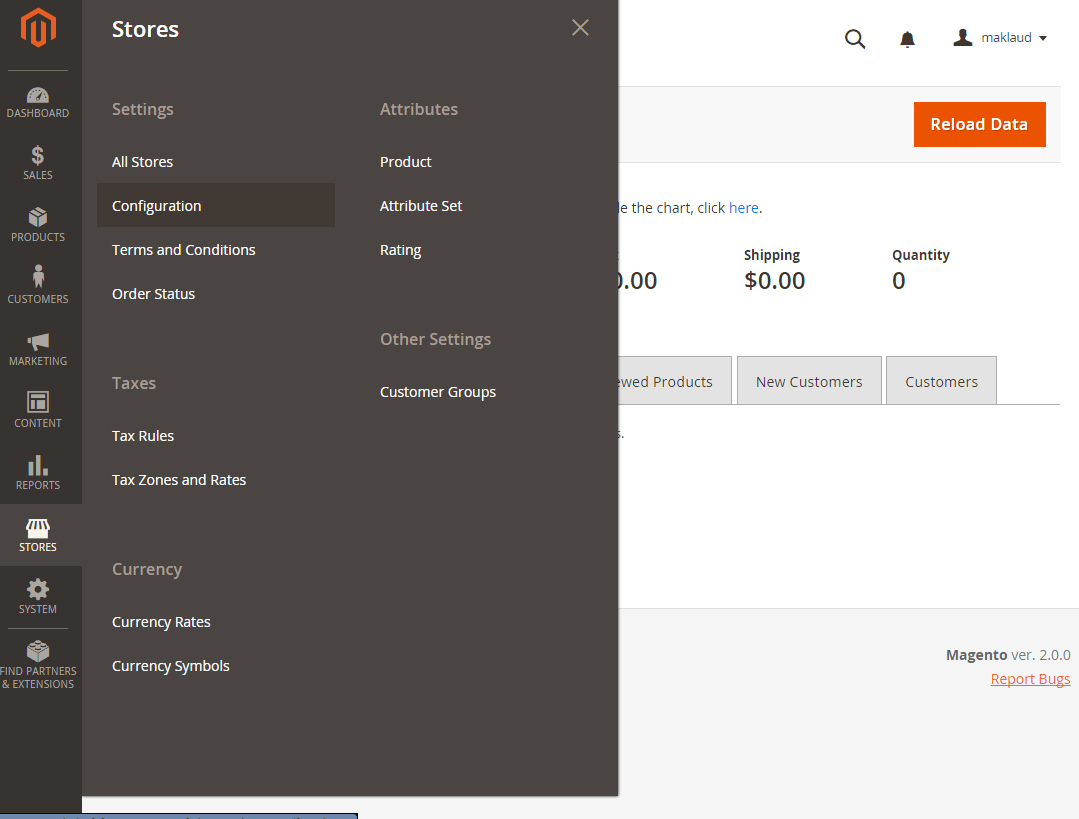 DASHBOARD
SALES
PRODUCTS
CUSTOMERS
MARKETING
CONTENT
REPORTS
STORES
SYSTEM
FIND PARTNERS
& EXTENSIONS
Stores
Settings
All Stores
Configuration
Terms and Conditions
Order Status
Taxes
Tax Rules
Tax Zones and Rates
Currency
Currency Rates
Currency Symbols
Attributes
Product
Attribute Set
Rating
Other Settings
Customer Groups
maklaud
Reload Data
the chart, click here.
Shipping
Quantity
0.00
$0.00
0
Products
New Customers
Customers
Magento ver. 2.0.0
Report Bugs